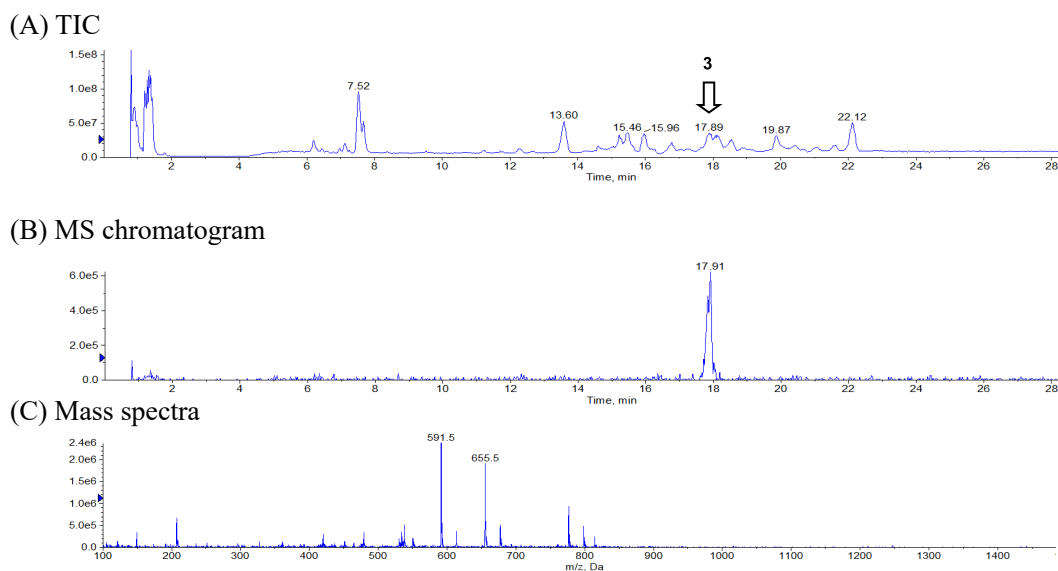 (A) TIC
3
1.5e8
1.0e8
5.0e7
0.0
7.52
13.60
15.46
15.96
17.89
19.87
22.12
2 4 6 8 10 12 14 16 18 20 22 24 26 28
Time, min
(B) MS chromatogram
17.91
6.0e5
4.0e5
2.0e5
0.0
2 4 6 8 10 12 14 16 18 20 22 24 26 28
Time, min
(C) Mass spectra
591.5
655.5
2.4e6
2.0e6
1.5e6
1.0e6
5.0e5
0.0
100 200 300 400 500 600 700 800 900 1000 1100 1200 1300 1400
m/z, Da